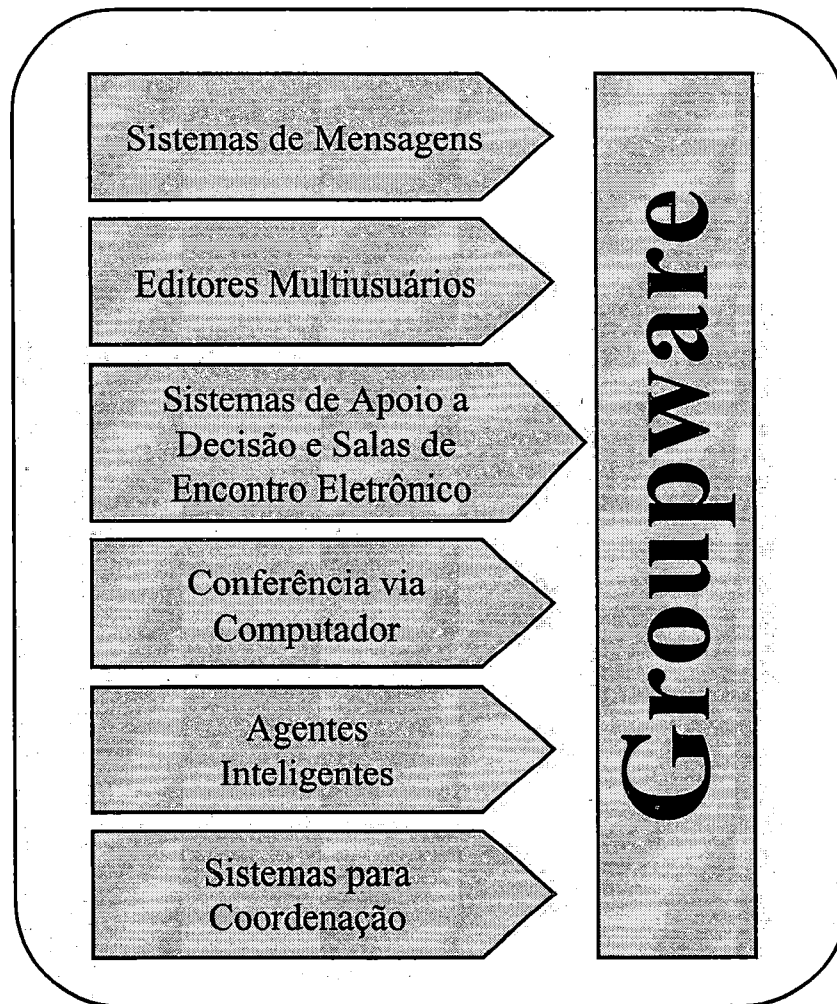 Sistemas de Mensagens
Editores Multiusuários
Sistemas de Apoio a
Decisão e Salas de
Encontro Eletrônico
Conferência via
Computador
Agentes
Inteligentes
Sistemas para
Coordenação
Groupware